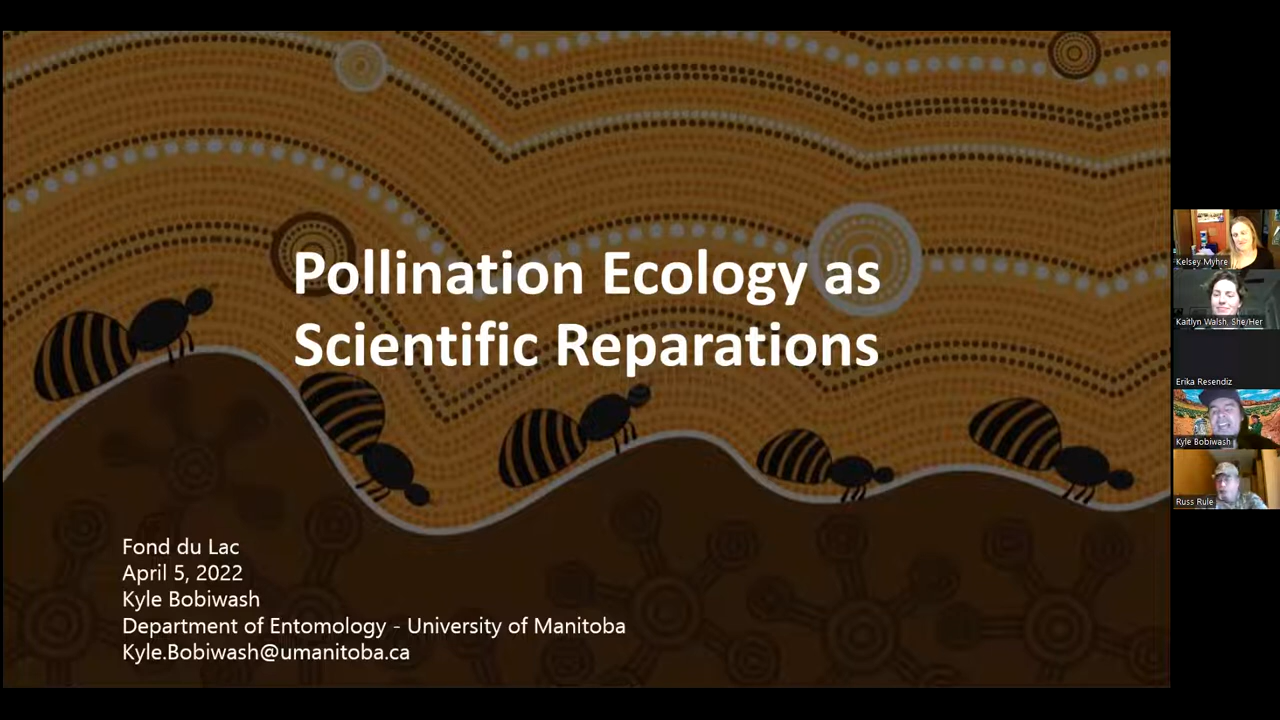 Pollination Ecology as
Scientific Reparations
Fond du Lac
April 5, 2022
Kyle Bobiwash
Department of Entomology - University of Manitoba
Kyle.Bobiwash@umanitoba.ca
Kelsey Myhre
Kaitlyn Walsh, She/Her
Erika Resendiz
Kyle Bobiwash
Russ Rule